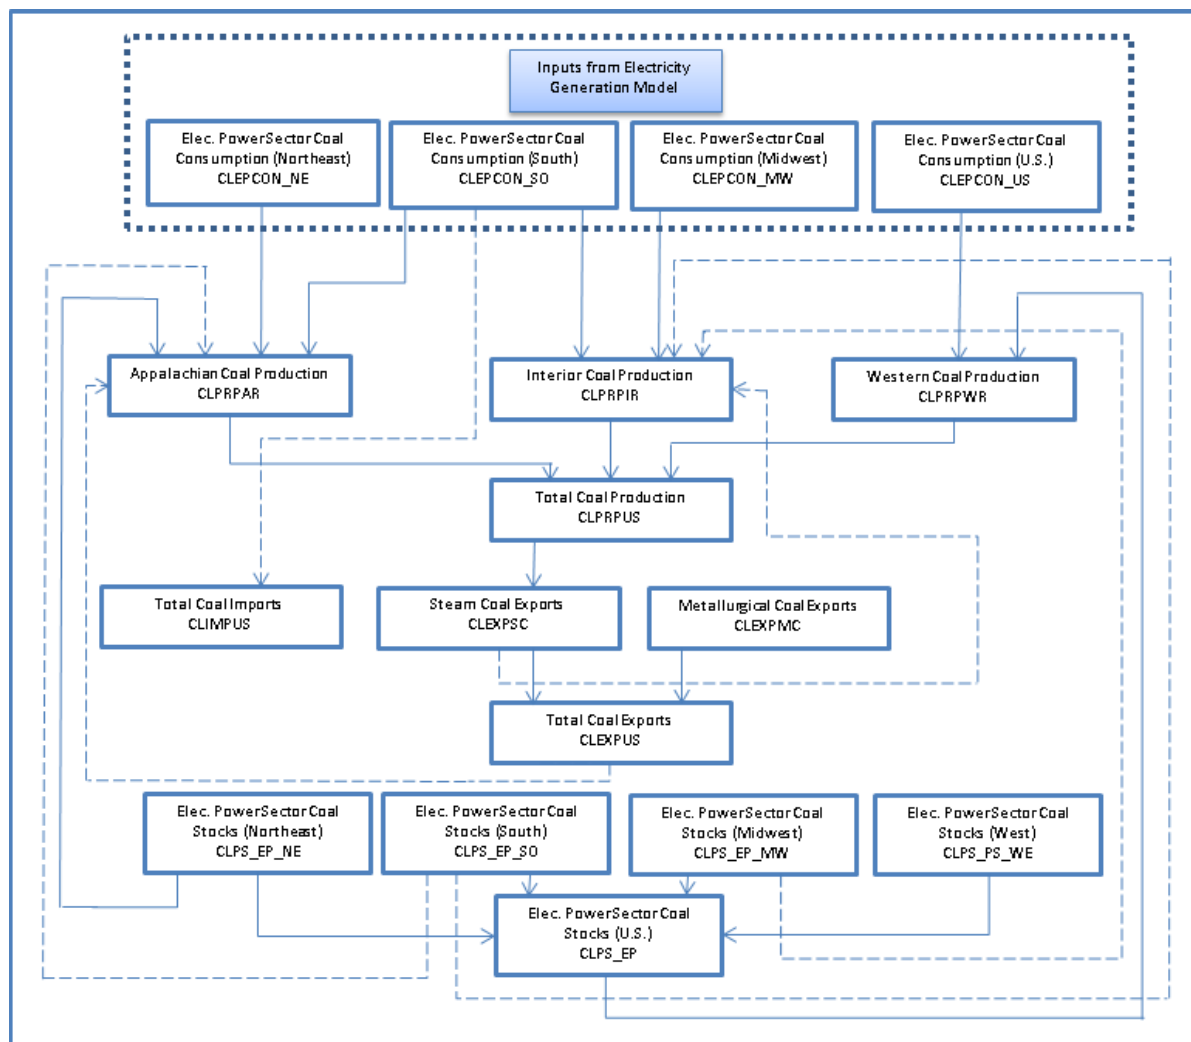 Inputs from Electricity
Generation Model
Elec. Power Sector Coal
Consumption (Northeast)
CLEPCON_NE
Elec. Power Sector Coal
Consumption (South)
CLEPCON_SO
Elec. Power Sector Coal
Consumption (Midwest)
CLEPCON_MW
Elec. Power Sector Coal
Consumption (U.S.)
CLEPCON_US
Appalachian Coal Production
CLPRPAR
Interior Coal Production
CLPRPIR
Western Coal Production
CLPRPWR
Total Coal Production
CLPRPUS
Total Coal Imports
CLIMPUS
Steam Coal Exports
CLEXPSC
Metallurgical Coal Exports
CLEXPMC
Total Coal Exports
CLEXPUS
Elec. Power Sector Coal
Stocks (Northeast)
CLPS_EP_NE
Elec. Power Sector Coal
Stocks (South)
CLPS_EP_SO
Elec. Power Sector Coal
Stocks (Midwest)
CLPS_EP_MW
Elec. Power Sector Coal
Stocks (West)
CLPS_PS_WE
Elec. Power Sector Coal
Stocks (U.S.)
CLPS_EP